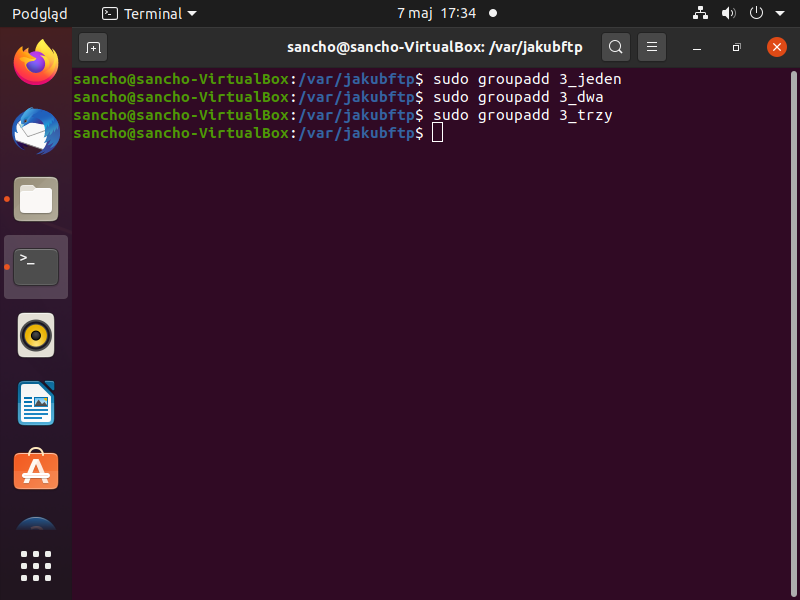 Podgląd Terminal 7 maj 17:34
sancho@sancho-VirtualBox: /var/jakubftp
sancho@sancho-VirtualBox:/var/jakubftp$ sudo groupadd 3_jeden
sancho@sancho-VirtualBox:/var/jakubftp$ sudo groupadd 3_dwa
sancho@sancho-VirtualBox:/var/jakubftp$ sudo groupadd 3_trzy
sancho@sancho-VirtualBox:/var/jakubftp$